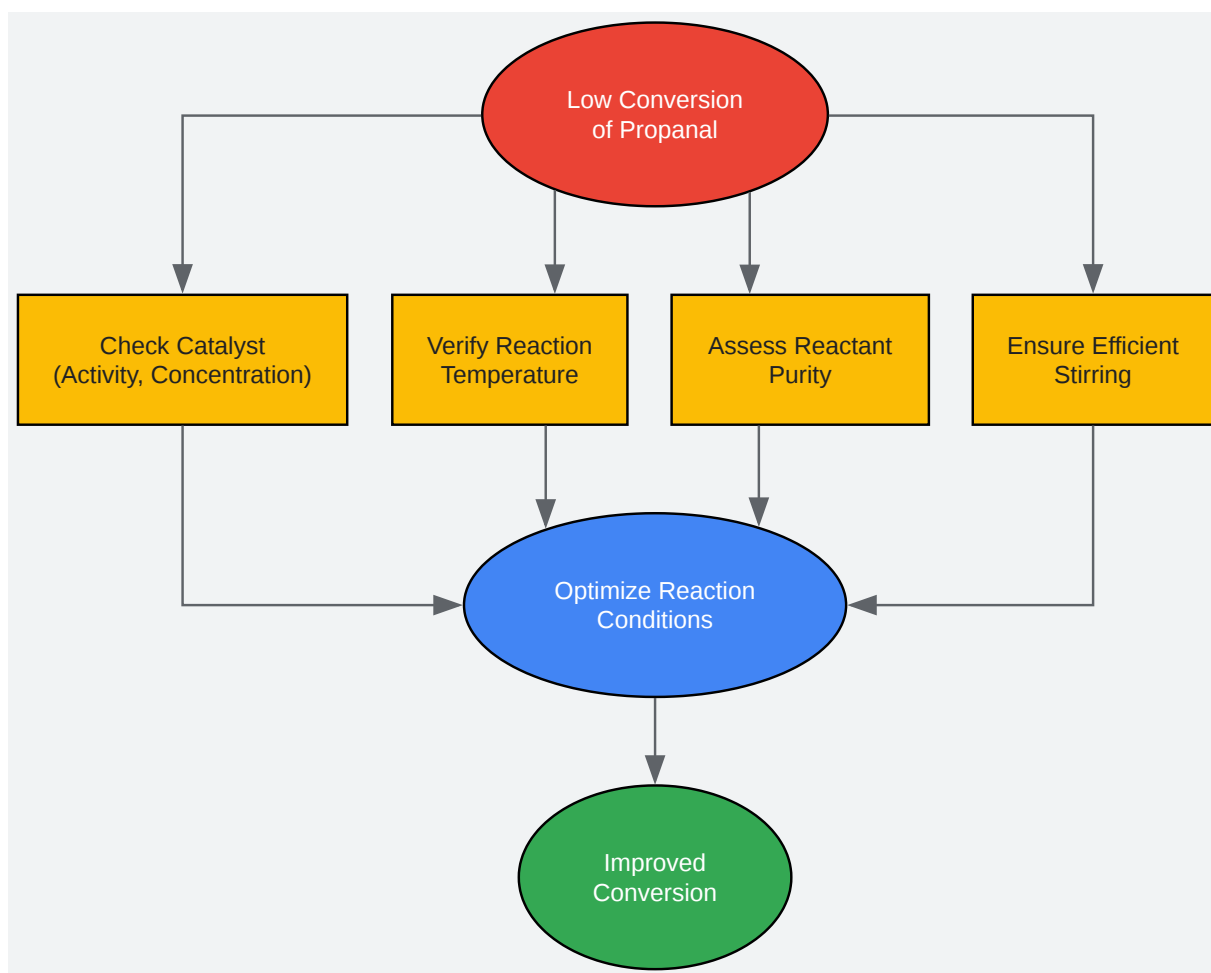 Low Conversion
of Propanal
Check Catalyst
(Activity, Concentration)
Verify Reaction
Temperature
Assess Reactant
Purity
Ensure Efficient
Stirring
Optimize Reaction
Conditions
Improved
Conversion